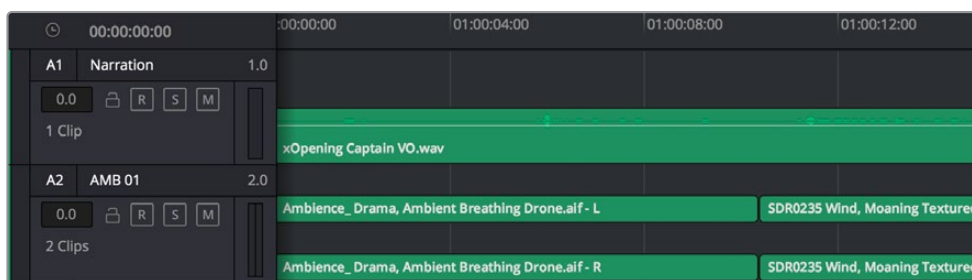 00:00:00:00 :00:00:00 01:00:04:00 01:00:08:00 01:00:12:00
A1 Narration 1.0
0.0 R S M
1 Clip
xOpening Captain VO.wav
A2 AMB 01 2.0
Ambience_ Drama, Ambient Breathing Drone.aif - L SDR0235 Wind, Moaning Texture
0.0 R S M
2 Clips
Ambience_ Drama, Ambient Breathing Drone.aif - R SDR0235 Wind, Moaning Texture